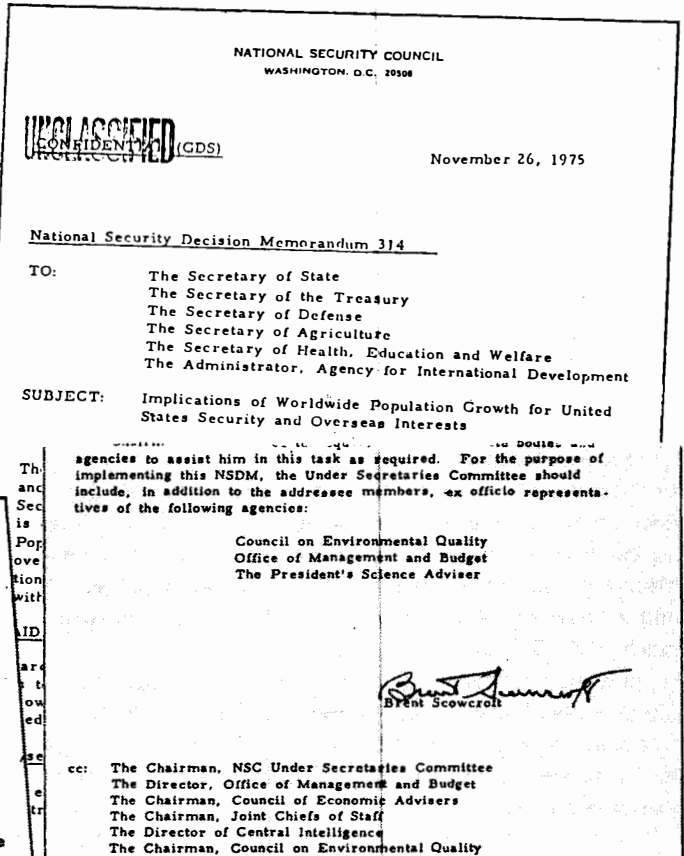 NATIONAL SECURITY COUNCIL
WASHINGTON, D.C. 20506
UNCLASSIFIED
CONFIDENTIAL (GDS)
November 26, 1975
National Security Decision Memorandum 314
TO: The Secretary of State
The Secretary of the Treasury
The Secretary of Defense
The Secretary of Agriculture
The Secretary of Health, Education and Welfare
The Administrator, Agency for International Development
SUBJECT: Implications of Worldwide Population Growth for United
States Security and Overseas Interests
agencies to assist him in this task as required. For the purpose of
implementing this NSDM, the Under Secretaries Committee should
include, in addition to the addressee members, ex officio representa-
tives of the following agencies:
Council on Environmental Quality
Office of Management and Budget
The President's Science Adviser
Brent Scowcroft
Brent Scowcroft
cc: The Chairman, NSC Under Secretaries Committee
The Director, Office of Management and Budget
The Chairman, Council of Economic Advisers
The Chairman, Joint Chiefs of Staff
The Director of Central Intelligence
The Chairman, Council on Environmental Quality